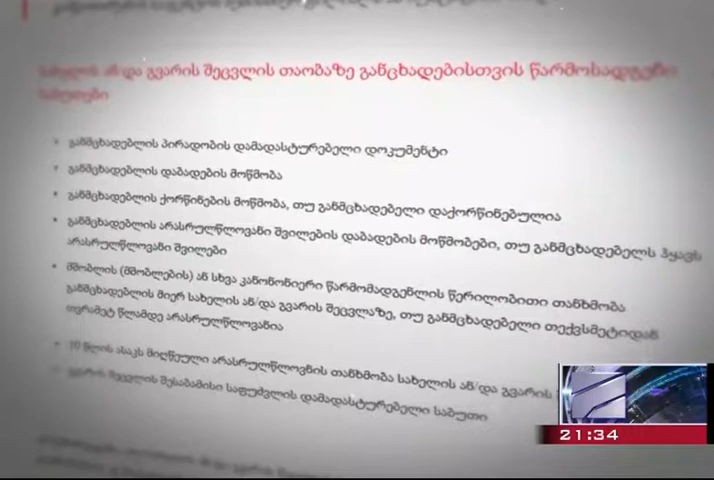 სახელის ან/და გვარის შეცვლის თაობაზე განცხადებისთვის წარმოსადგენი
საბუთები
განმცხადებლის პირადობის დამადასტურებელი დოკუმენტი
განმცხადებლის დაბადების მოწმობა
განმცხადებლის ქორწინების მოწმობა, თუ განმცხადებელი დაქორწინებულია
განმცხადებლის არასრულწლოვანი შვილების დაბადების მოწმობები, თუ განმცხადებელს ჰყავს
არასრულწლოვანი შვილები
მშობლის (მშობლების) ან სხვა კანონიერი წარმომადგენლის წერილობითი თანხმობა
განმცხადებლის მიერ სახელის ან/და გვარის შეცვლაზე, თუ განმცხადებელი თექვსმეტიდან
თვრამეტ წლამდე არასრულწლოვანია
10 წლის ასაკს მიღწეული არასრულწლოვნის თანხმობა სახელის ან/და გვარის
გვარის შეცვლის შესაბამისი საფუძვლის დამადასტურებელი საბუთი
21:34